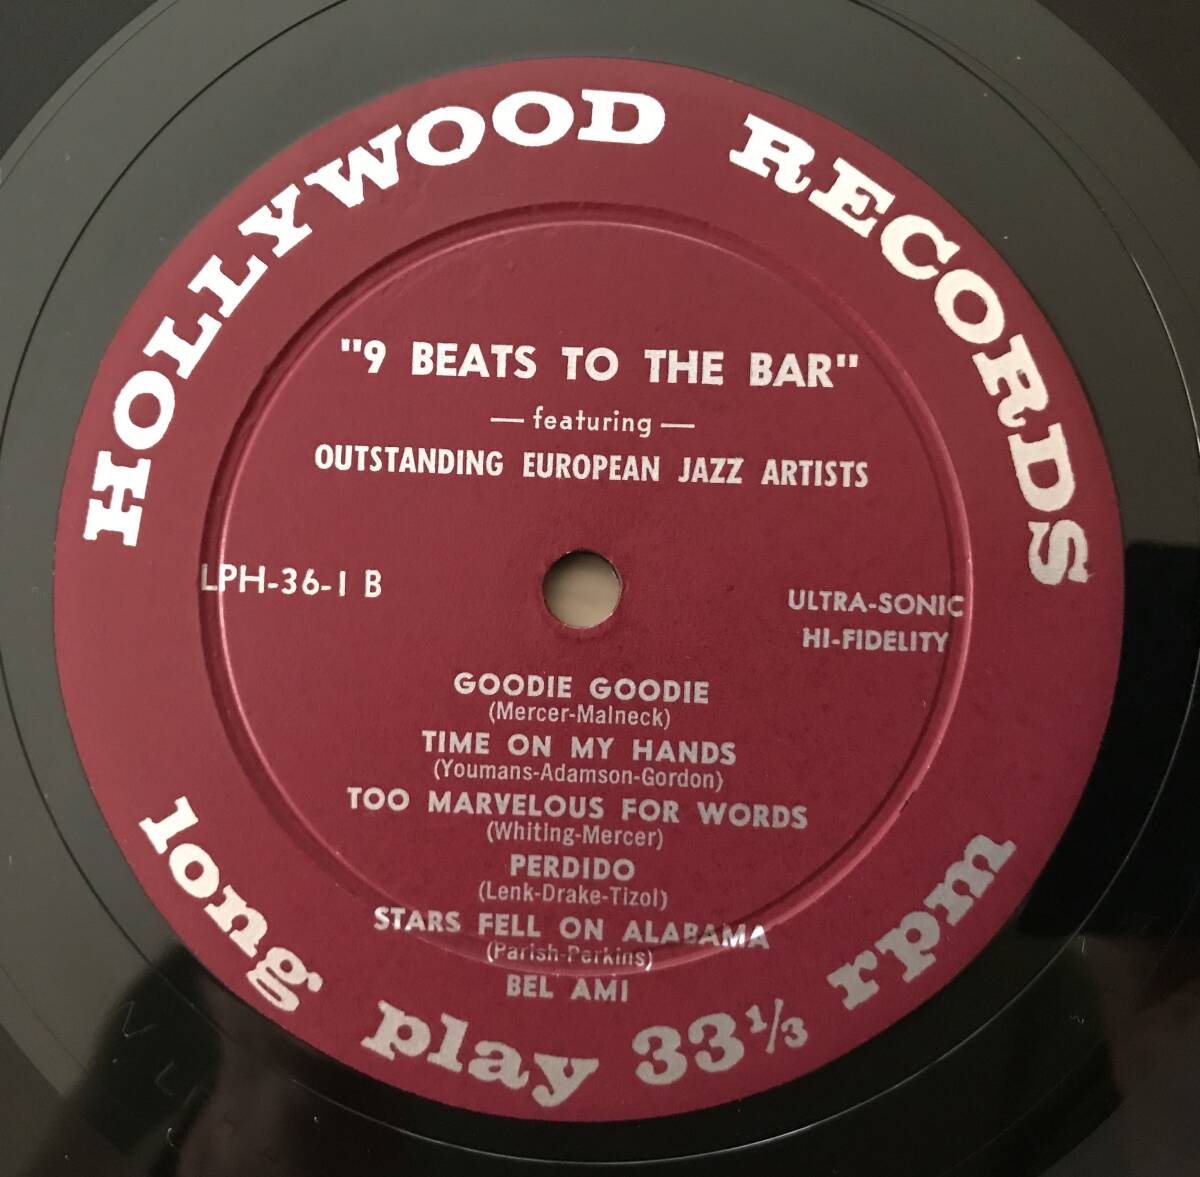 HOLLYWOOD RECORDS
"9 BEATS TO THE BAR"
— featuring —
OUTSTANDING EUROPEAN JAZZ ARTISTS
LPH-36-1 B
ULTRA-SONIC
HI-FIDELITY
GOODIE GOODIE
(Mercer-Malneck)
TIME ON MY HANDS
(Youmans-Adamson-Gordon)
TOO MARVELOUS FOR WORDS
(Whiting-Mercer)
PERDIDO
(Lenk-Drake-Tizol)
STARS FELL ON ALABAMA
(Parish-Perkins)
BEL AMI
long play 33 1/3 rpm